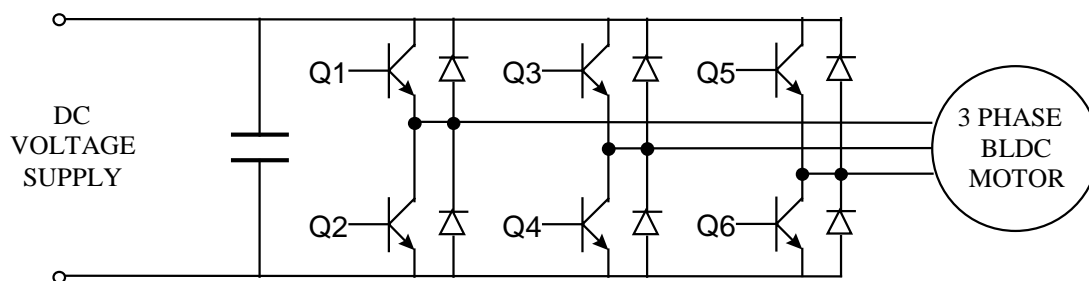 Q1
Q3
Q5
DC
VOLTAGE
SUPPLY
3 PHASE
BLDC
MOTOR
Q2
Q4
Q6